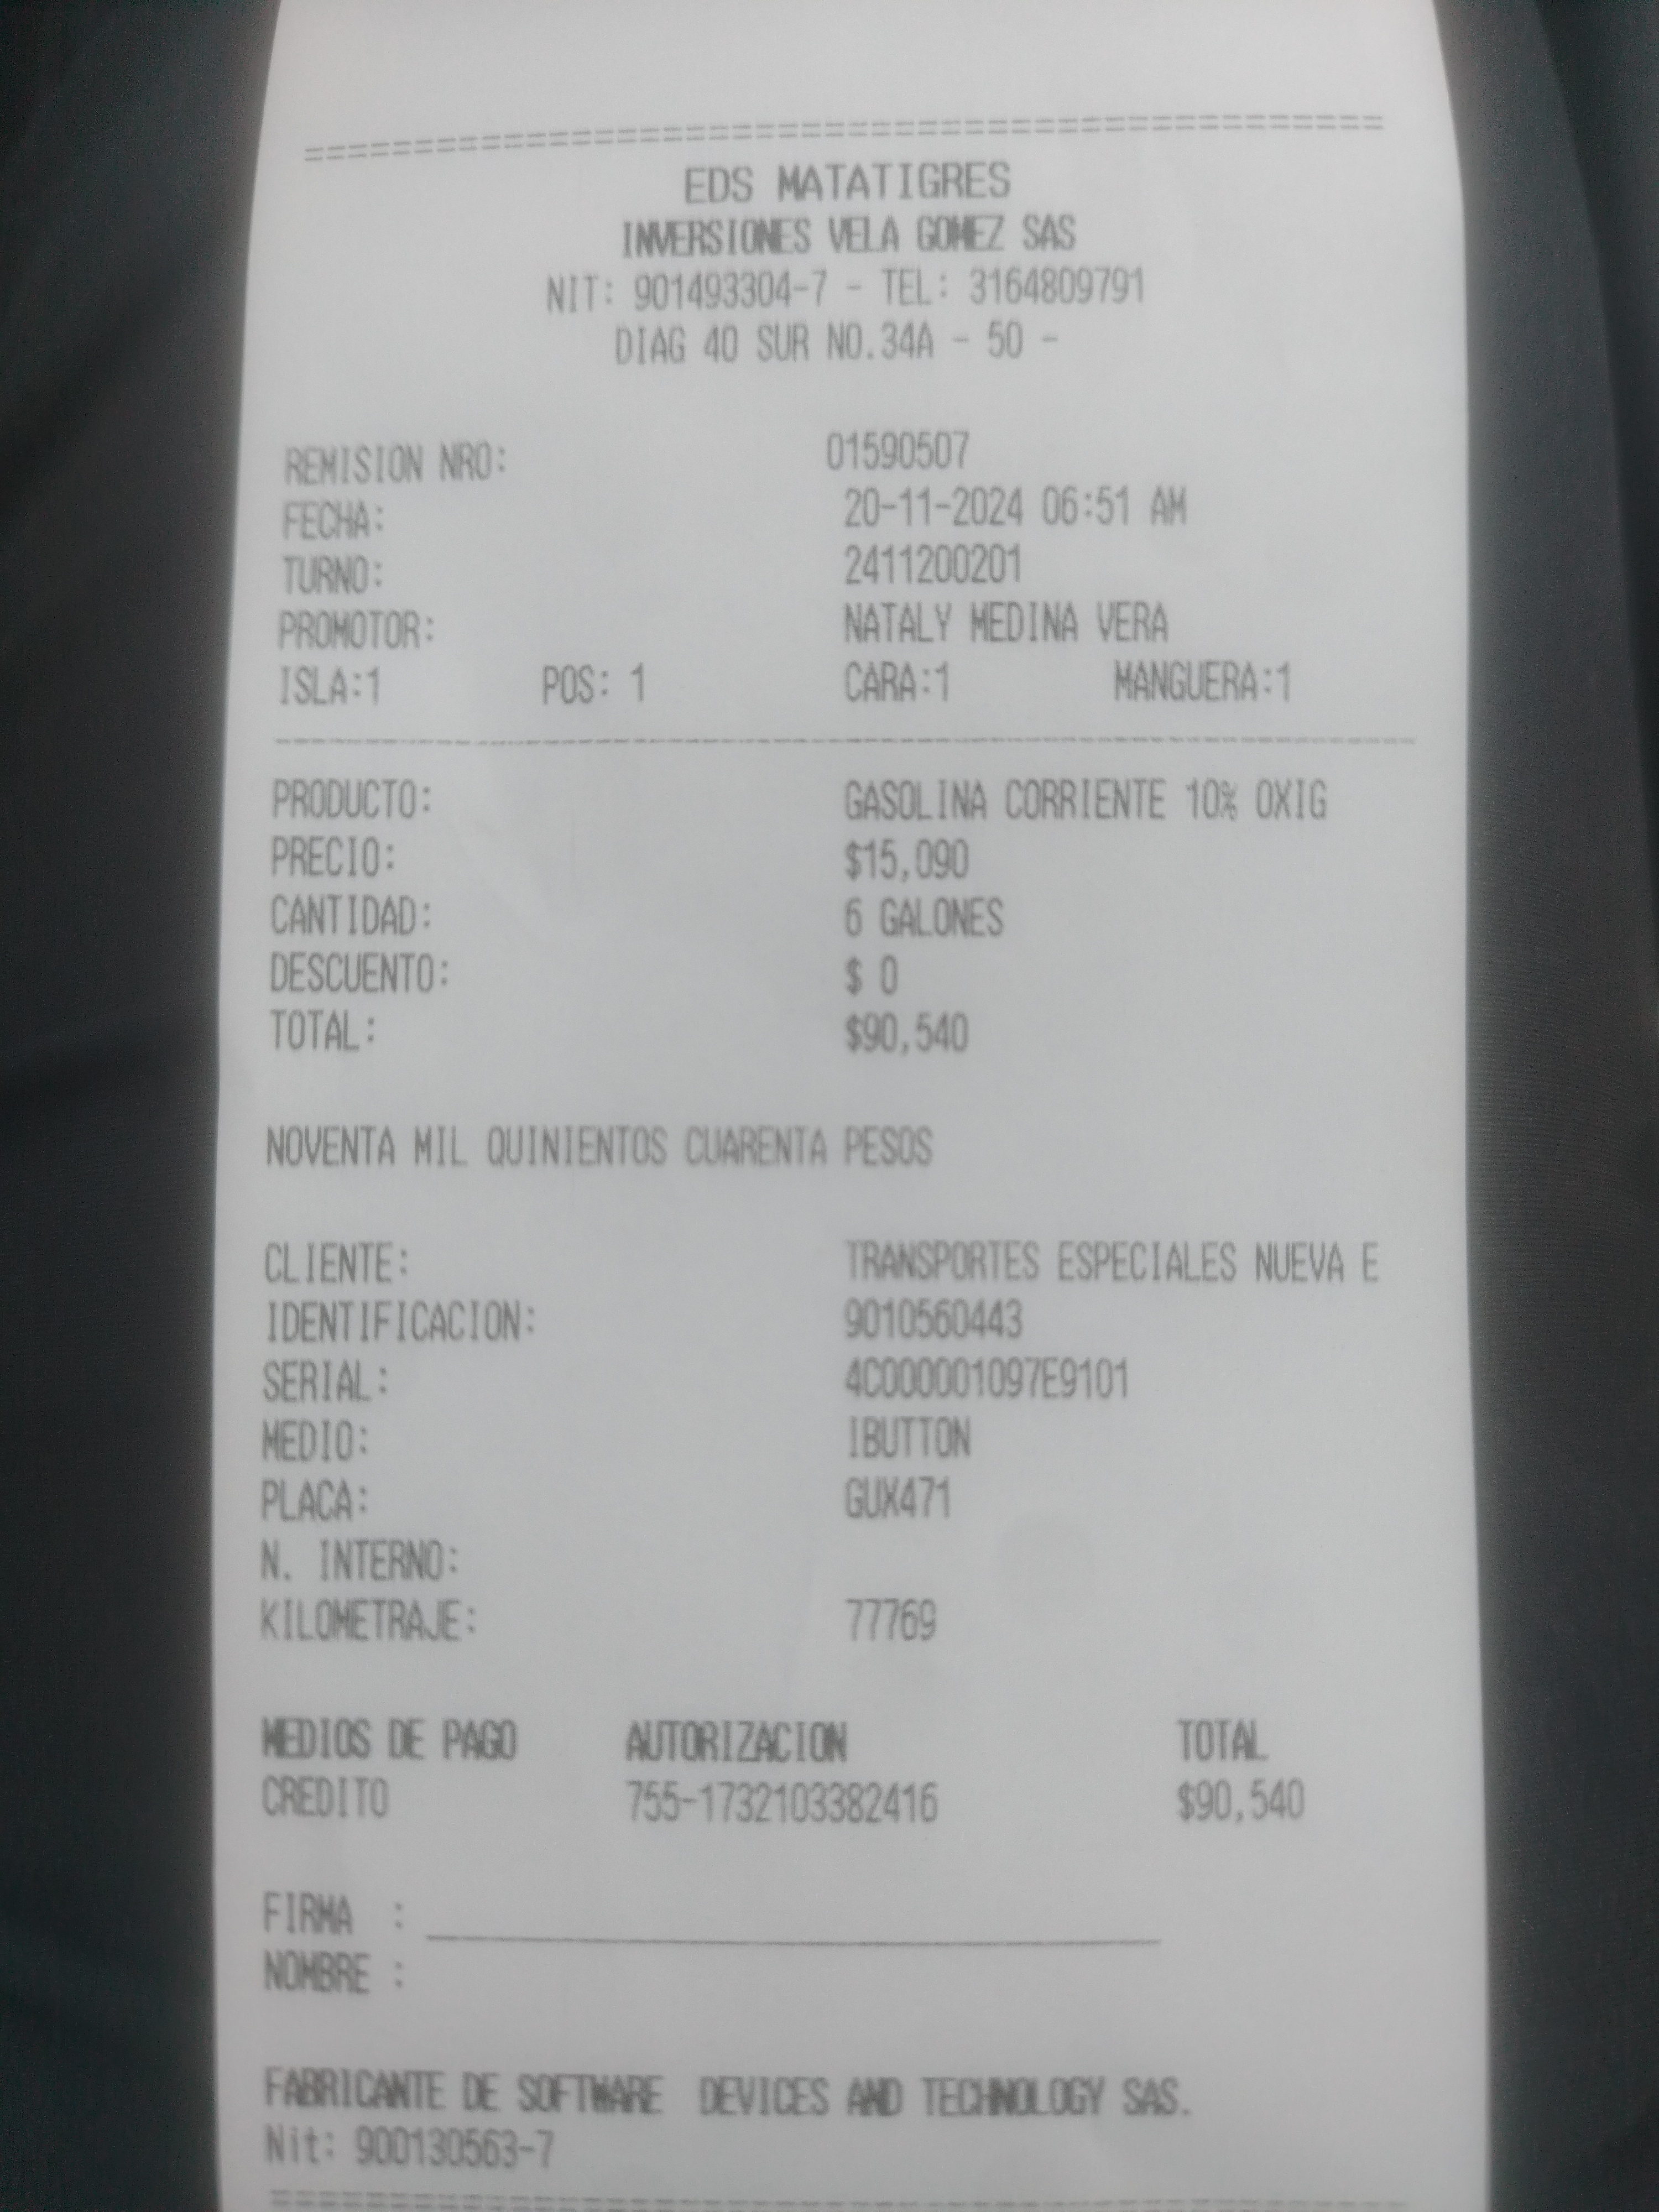 ================================================
EDS MATATIGRES
INVERSIONES VELA GOMEZ SAS
NIT: 901493304-7 - TEL: 3164809791
DIAG 40 SUR NO.34A - 50 -
REMISION NRO: 01590507
FECHA: 20-11-2024 06:51 AM
TURNO: 2411200201
PROMOTOR: NATALY MEDINA VERA
ISLA:1 POS: 1 CARA:1 MANGUERA:1
PRODUCTO: GASOLINA CORRIENTE 10% OXIG
PRECIO: $15,090
CANTIDAD: 6 GALONES
DESCUENTO: $ 0
TOTAL: $90,540
NOVENTA MIL QUINIENTOS CUARENTA PESOS
CLIENTE: TRANSPORTES ESPECIALES NUEVA E
IDENTIFICACION: 9010560443
SERIAL: 4C000001097E9101
MEDIO: IBUTTON
PLACA: GUX471
N. INTERNO:
KILOMETRAJE: 77769
MEDIOS DE PAGO AUTORIZACION TOTAL
CREDITO 755-1732103382416 $90,540
FIRMA :
NOMBRE :
FABRICANTE DE SOFTWARE DEVICES AND TECHNOLOGY SAS.
Nit: 900130563-7
================================================